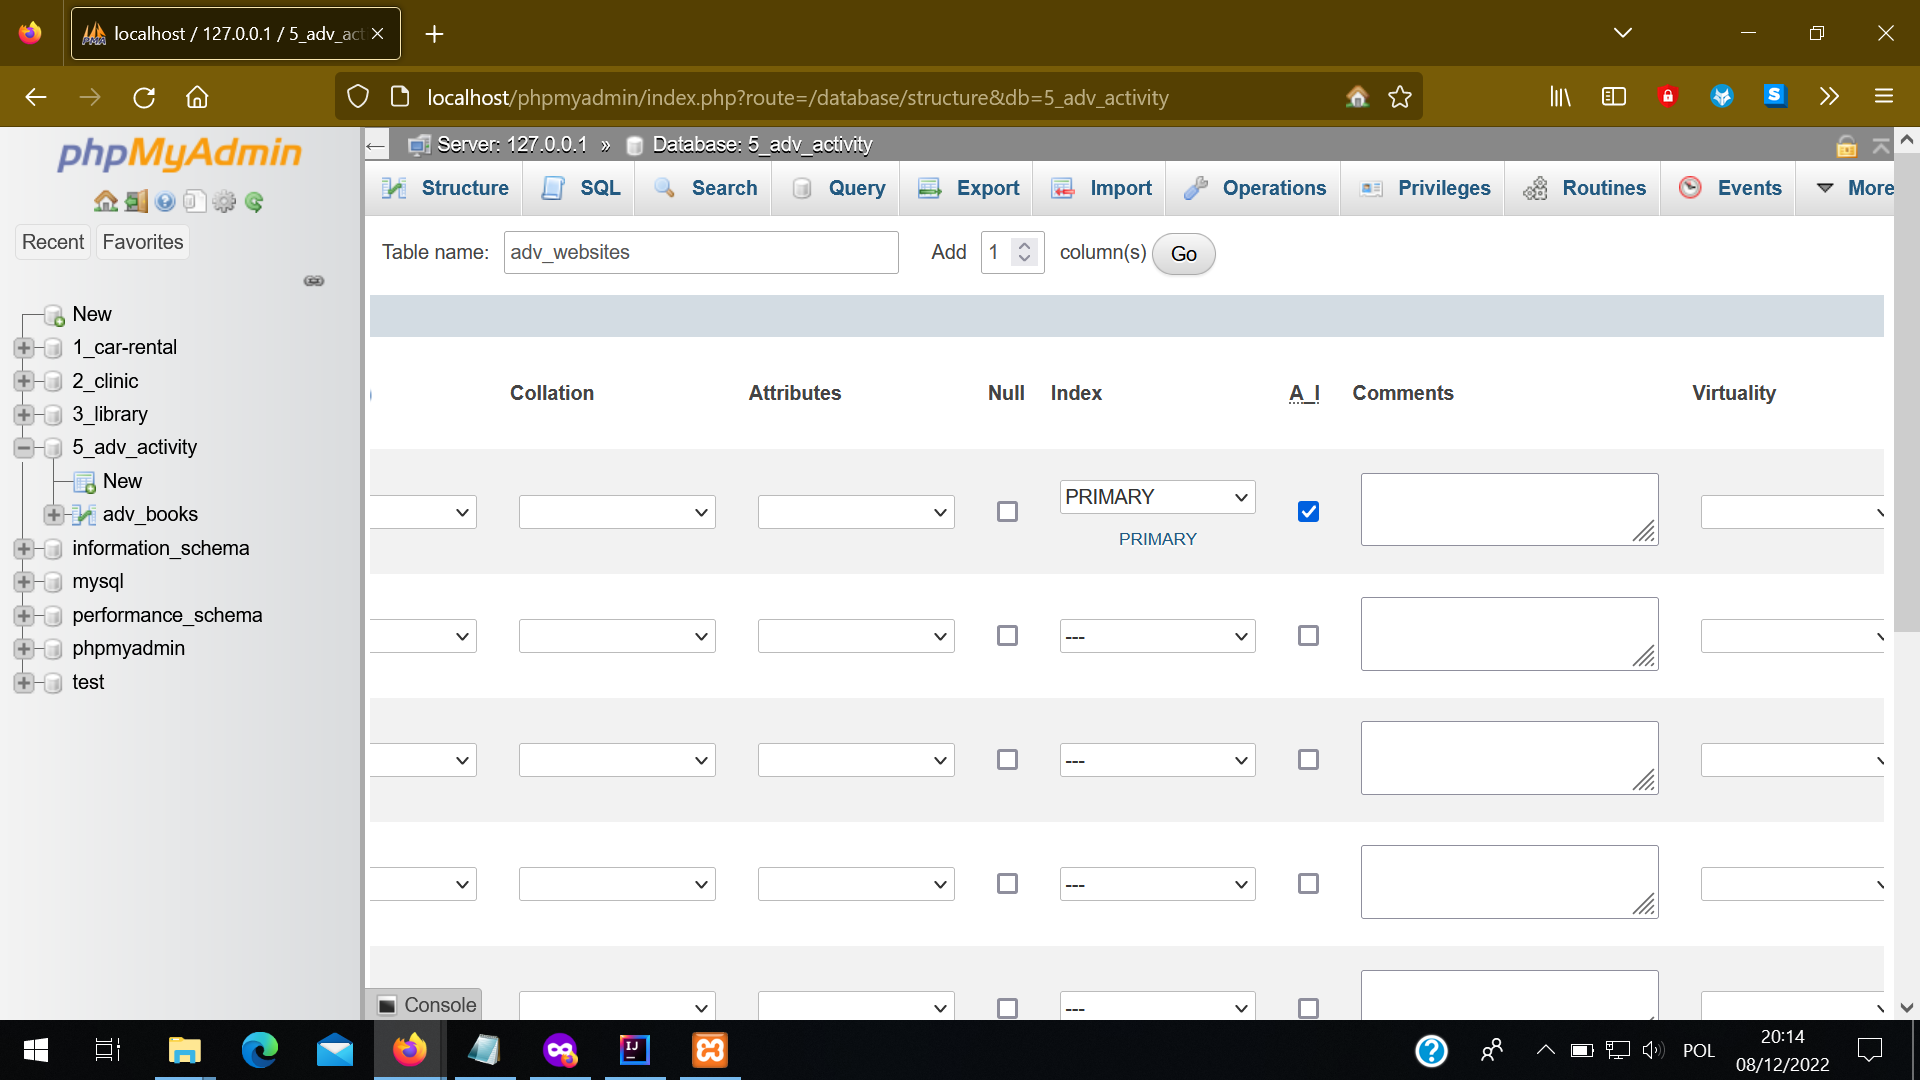 localhost / 127.0.0.1 / 5_adv_act
localhost/phpmyadmin/index.php?route=/database/structure&db=5_adv_activity
phpMyAdmin
Recent
Favorites
New
1_car-rental
2_clinic
3_library
5_adv_activity
New
adv_books
information_schema
mysql
performance_schema
phpmyadmin
test
Server: 127.0.0.1 » Database: 5_adv_activity
Structure SQL Search Query Export Import Operations Privileges Routines Events More
Table name: adv_websites Add 1 column(s) Go
Collation Attributes Null Index A_I Comments Virtuality
PRIMARY
PRIMARY
---
---
---
---
Console
POL
20:14
08/12/2022